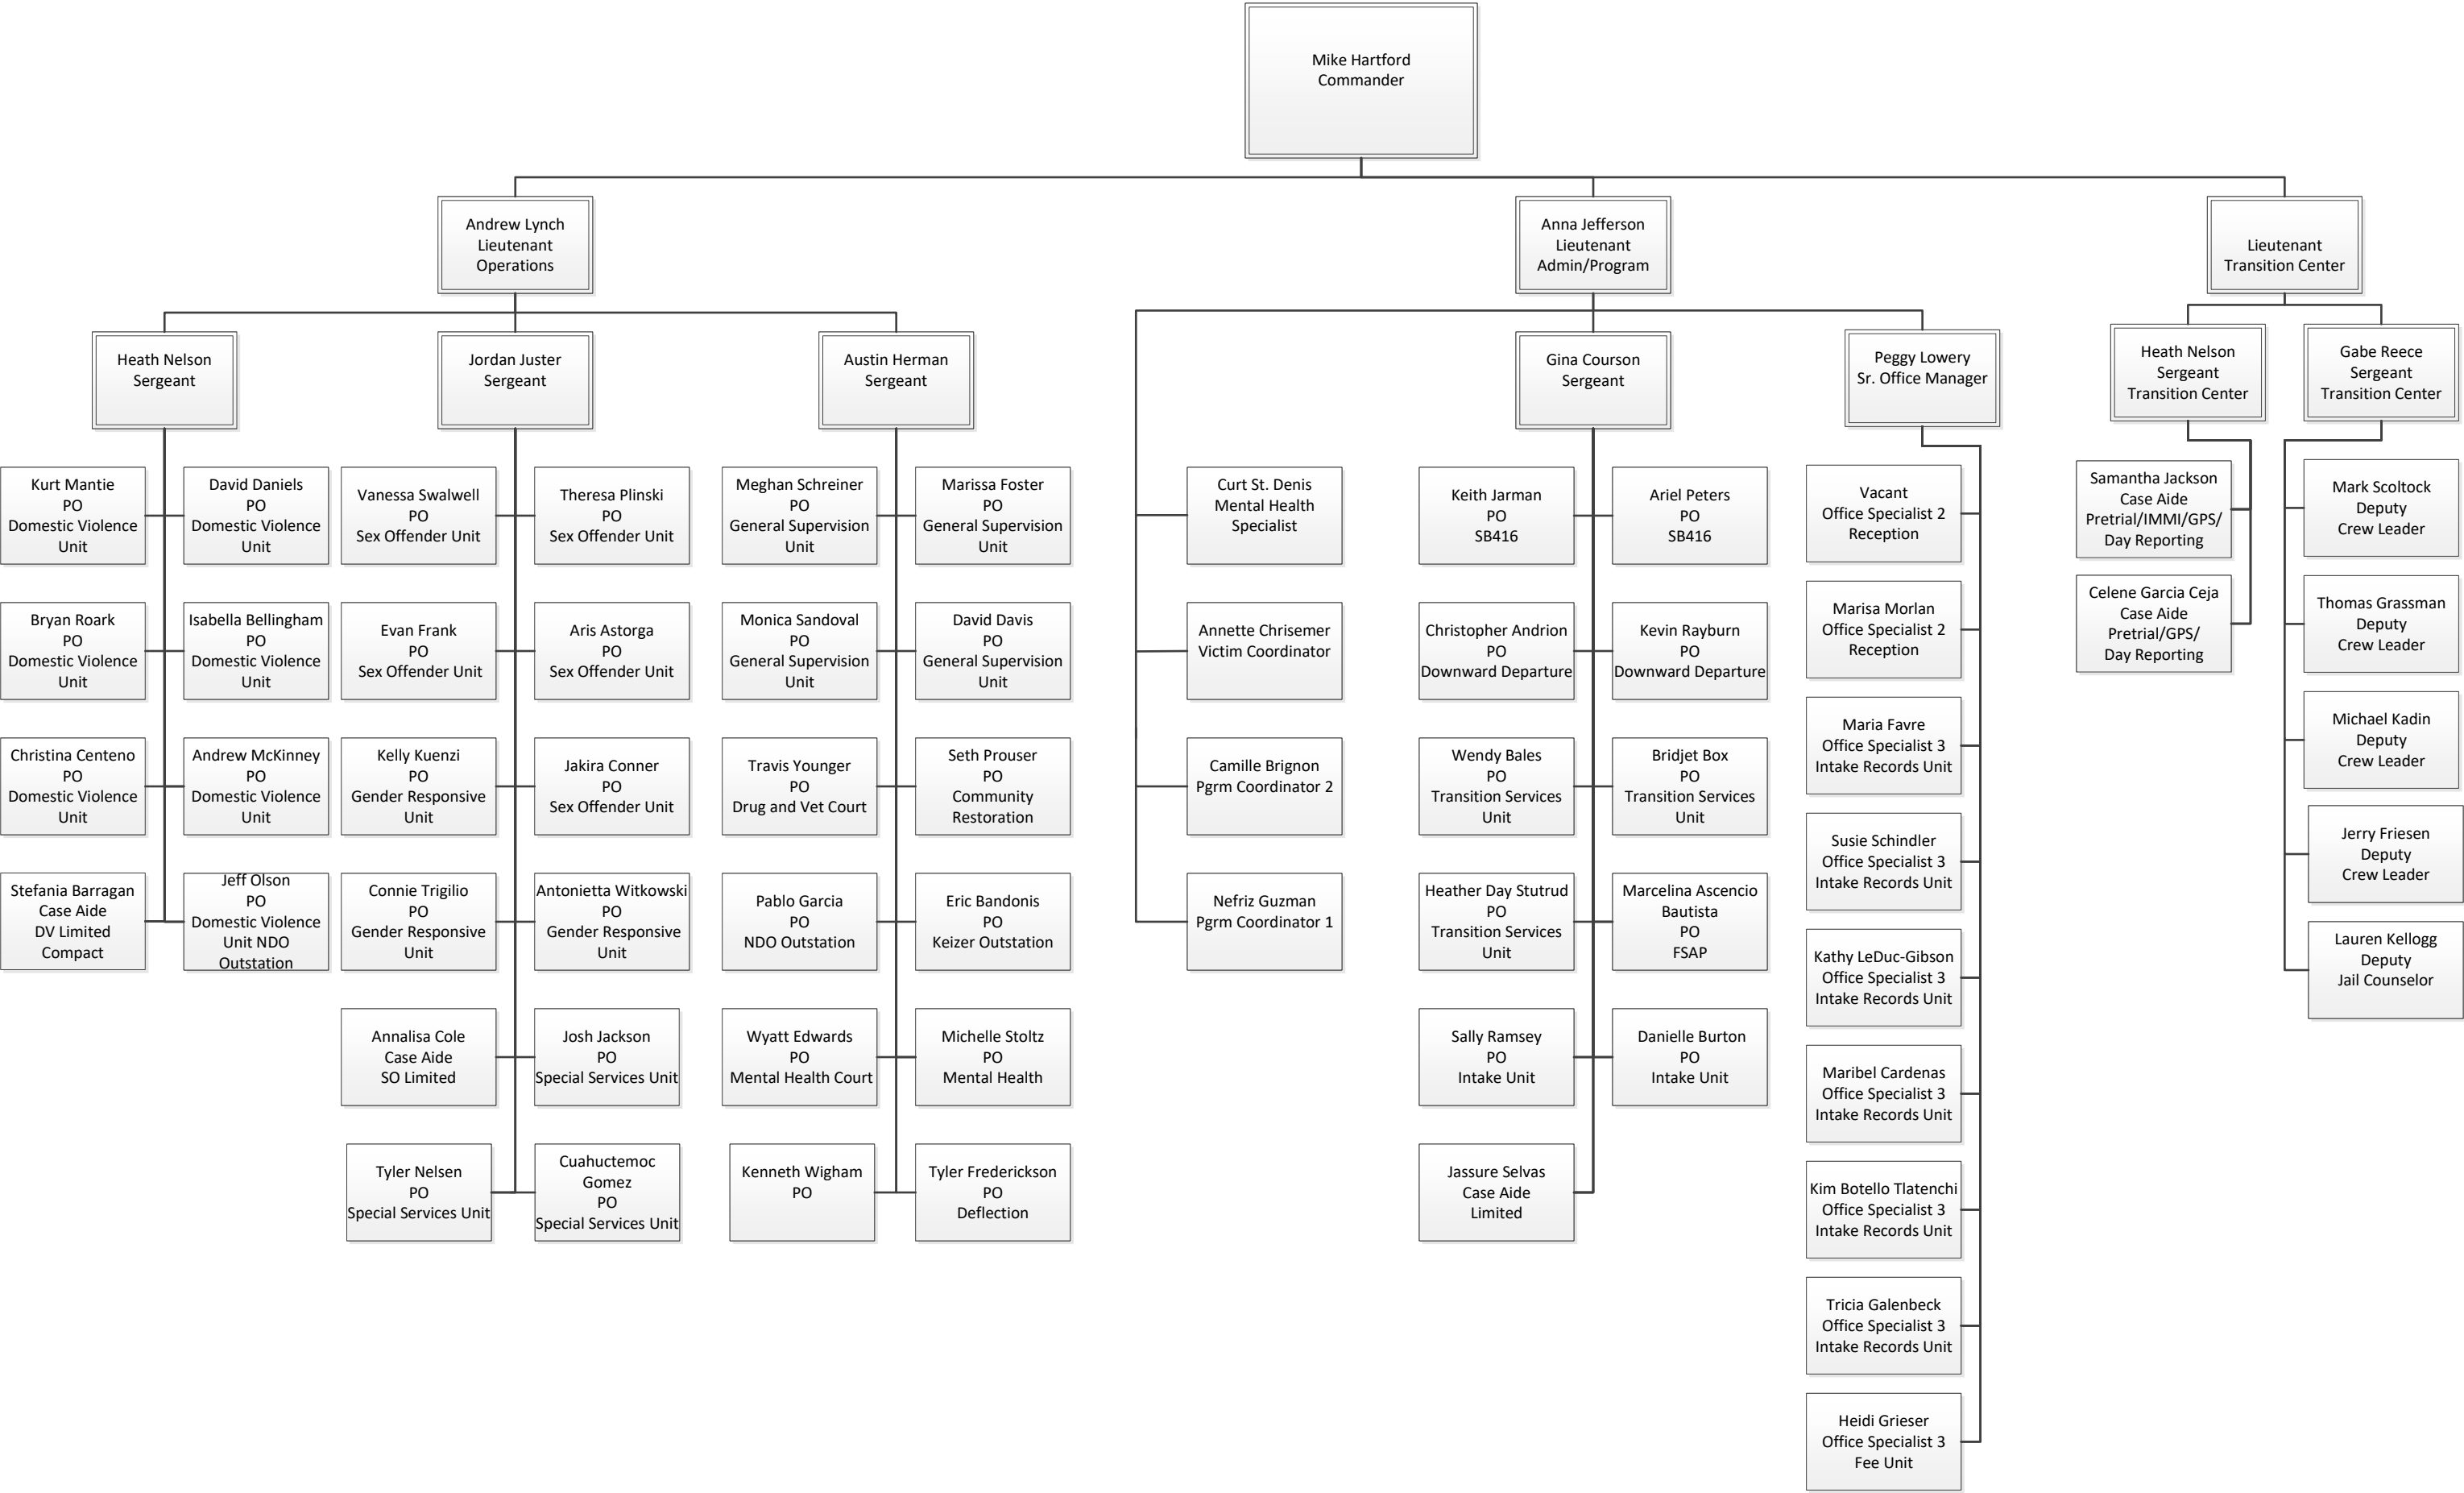 Mike Hartford
Commander
Andrew Lynch
Lieutenant
Operations
Anna Jefferson
Lieutenant
Admin/Program
Lieutenant
Transition Center
Heath Nelson
Sergeant
Jordan Juster
Sergeant
Austin Herman
Sergeant
Gina Courson
Sergeant
Peggy Lowery
Sr. Office Manager
Heath Nelson
Sergeant
Transition Center
Gabe Reece
Sergeant
Transition Center
Kurt Mantie
PO
Domestic Violence
Unit
David Daniels
PO
Domestic Violence
Unit
Bryan Roark
PO
Domestic Violence
Unit
Isabella Bellingham
PO
Domestic Violence
Unit
Christina Centeno
PO
Domestic Violence
Unit
Andrew McKinney
PO
Domestic Violence
Unit
Stefania Barragan
Case Aide
DV Limited
Compact
Jeff Olson
PO
Domestic Violence
Unit NDO
Outstation
Vanessa Swalwell
PO
Sex Offender Unit
Theresa Plinski
PO
Sex Offender Unit
Evan Frank
PO
Sex Offender Unit
Aris Astorga
PO
Sex Offender Unit
Kelly Kuenzi
PO
Gender Responsive
Unit
Jakira Conner
PO
Sex Offender Unit
Connie Trigilio
PO
Gender Responsive
Unit
Antonietta Witkowski
PO
Gender Responsive
Unit
Annalisa Cole
Case Aide
SO Limited
Josh Jackson
PO
Special Services Unit
Tyler Nelsen
PO
Special Services Unit
Cuahuctemoc
Gomez
PO
Special Services Unit
Meghan Schreiner
PO
General Supervision
Unit
Marissa Foster
PO
General Supervision
Unit
Monica Sandoval
PO
General Supervision
Unit
David Davis
PO
General Supervision
Unit
Travis Younger
PO
Drug and Vet Court
Seth Prouser
PO
Community
Restoration
Pablo Garcia
PO
NDO Outstation
Eric Bandonis
PO
Keizer Outstation
Wyatt Edwards
PO
Mental Health Court
Michelle Stoltz
PO
Mental Health
Kenneth Wigham
PO
Tyler Frederickson
PO
Deflection
Curt St. Denis
Mental Health
Specialist
Annette Chrisemer
Victim Coordinator
Camille Brignon
Pgrm Coordinator 2
Nefriz Guzman
Pgrm Coordinator 1
Keith Jarman
PO
SB416
Ariel Peters
PO
SB416
Christopher Andrion
PO
Downward Departure
Kevin Rayburn
PO
Downward Departure
Wendy Bales
PO
Transition Services
Unit
Bridjet Box
PO
Transition Services
Unit
Heather Day Stutrud
PO
Transition Services
Unit
Marcelina Ascencio
Bautista
PO
FSAP
Sally Ramsey
PO
Intake Unit
Danielle Burton
PO
Intake Unit
Jassure Selvas
Case Aide
Limited
Vacant
Office Specialist 2
Reception
Marisa Morlan
Office Specialist 2
Reception
Maria Favre
Office Specialist 3
Intake Records Unit
Susie Schindler
Office Specialist 3
Intake Records Unit
Kathy LeDuc-Gibson
Office Specialist 3
Intake Records Unit
Maribel Cardenas
Office Specialist 3
Intake Records Unit
Kim Botello Tlatenchi
Office Specialist 3
Intake Records Unit
Tricia Galenbeck
Office Specialist 3
Intake Records Unit
Heidi Grieser
Office Specialist 3
Fee Unit
Samantha Jackson
Case Aide
Pretrial/IMMI/GPS/
Day Reporting
Celene Garcia Ceja
Case Aide
Pretrial/GPS/
Day Reporting
Mark Scoltock
Deputy
Crew Leader
Thomas Grassman
Deputy
Crew Leader
Michael Kadin
Deputy
Crew Leader
Jerry Friesen
Deputy
Crew Leader
Lauren Kellogg
Deputy
Jail Counselor